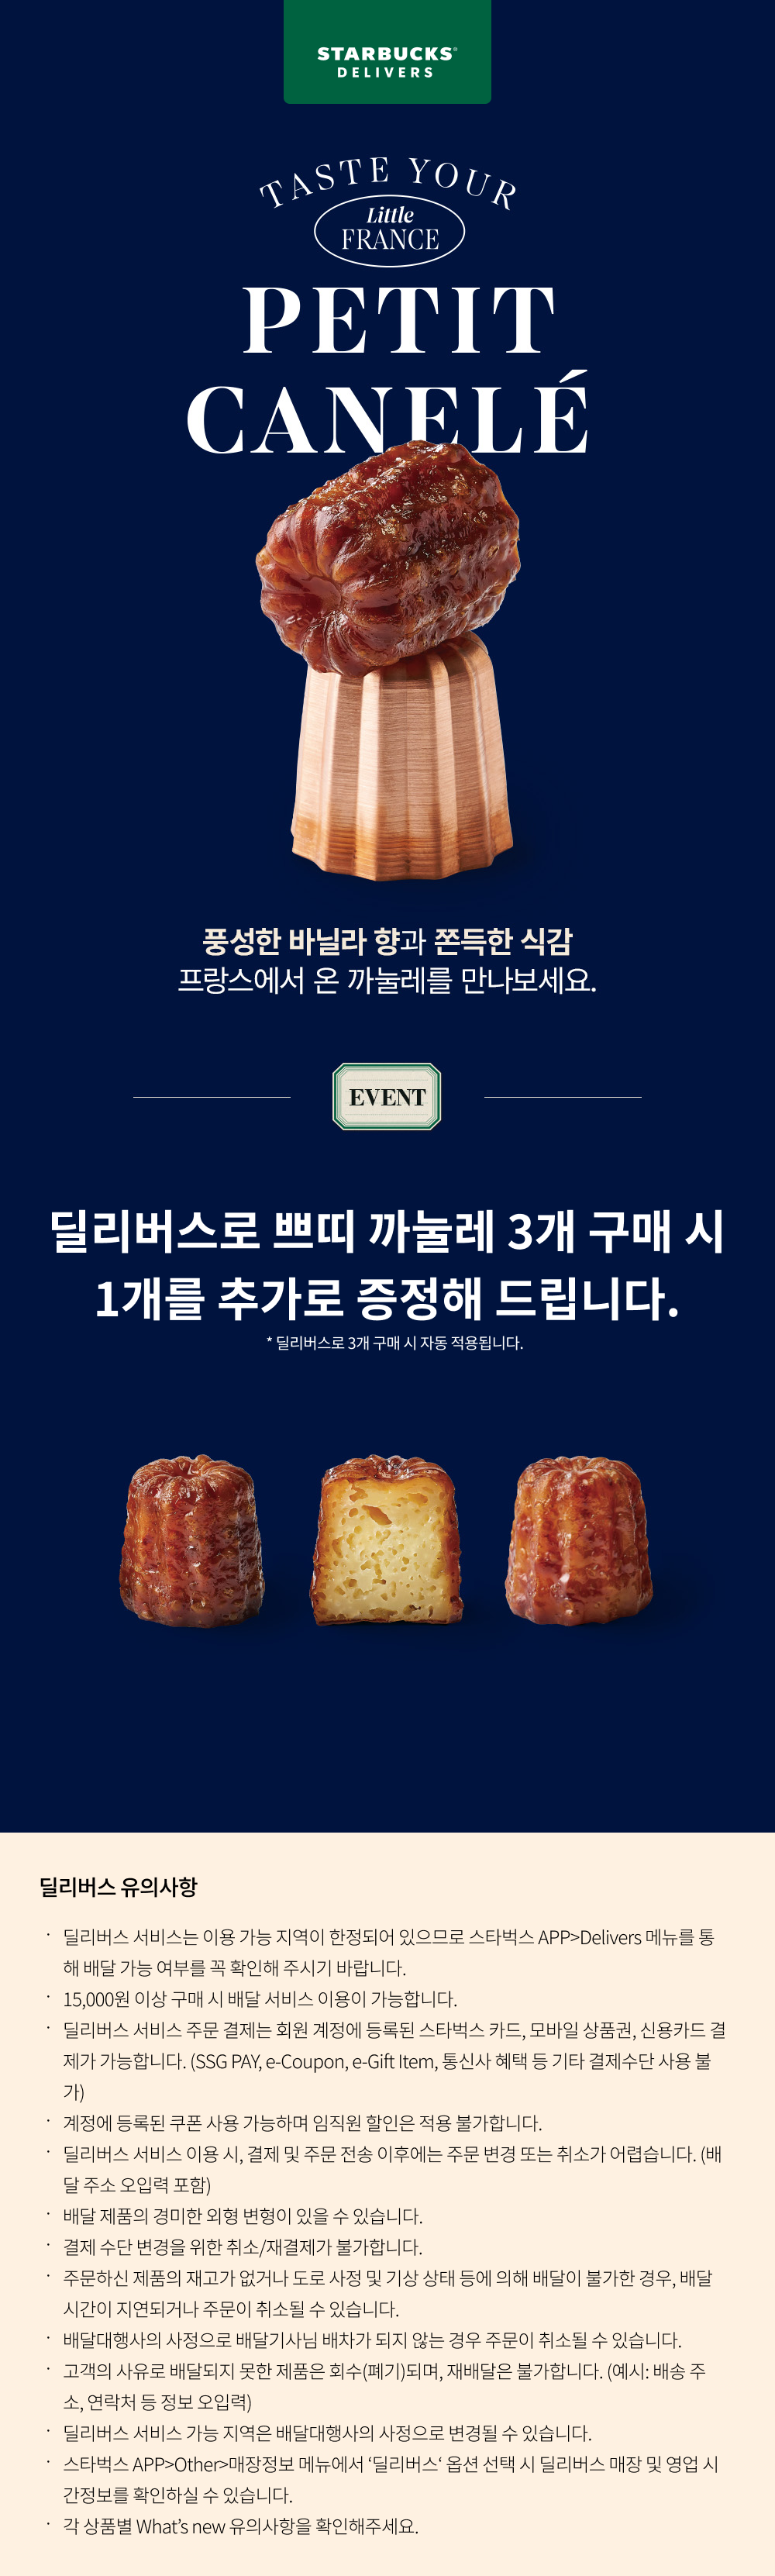 STARBUCKS®
DELIVERS
TASTE YOUR
Little
FRANCE
PETIT
CANELÉ
풍성한 바닐라 향과 쫀득한 식감
프랑스에서 온 까눌레를 만나보세요.
EVENT
딜리버스로 쁘띠 까눌레 3개 구매 시
1개를 추가로 증정해 드립니다.
* 딜리버스로 3개 구매 시 자동 적용됩니다.
딜리버스 유의사항
· 딜리버스 서비스는 이용 가능 지역이 한정되어 있으므로 스타벅스 APP>Delivers 메뉴를 통
해 배달 가능 여부를 꼭 확인해 주시기 바랍니다.
· 15,000원 이상 구매 시 배달 서비스 이용이 가능합니다.
· 딜리버스 서비스 주문 결제는 회원 계정에 등록된 스타벅스 카드, 모바일 상품권, 신용카드 결
제가 가능합니다. (SSG PAY, e-Coupon, e-Gift Item, 통신사 혜택 등 기타 결제수단 사용 불
가)
· 계정에 등록된 쿠폰 사용 가능하며 임직원 할인은 적용 불가합니다.
· 딜리버스 서비스 이용 시, 결제 및 주문 전송 이후에는 주문 변경 또는 취소가 어렵습니다. (배
달 주소 오입력 포함)
· 배달 제품의 경미한 외형 변형이 있을 수 있습니다.
· 결제 수단 변경을 위한 취소/재결제가 불가합니다.
· 주문하신 제품의 재고가 없거나 도로 사정 및 기상 상태 등에 의해 배달이 불가한 경우, 배달
시간이 지연되거나 주문이 취소될 수 있습니다.
· 배달대행사의 사정으로 배달기사님 배차가 되지 않는 경우 주문이 취소될 수 있습니다.
· 고객의 사유로 배달되지 못한 제품은 회수(폐기)되며, 재배달은 불가합니다. (예시: 배송 주
소, 연락처 등 정보 오입력)
· 딜리버스 서비스 가능 지역은 배달대행사의 사정으로 변경될 수 있습니다.
· 스타벅스 APP>Other>매장정보 메뉴에서 ‘딜리버스‘ 옵션 선택 시 딜리버스 매장 및 영업 시
간정보를 확인하실 수 있습니다.
· 각 상품별 What’s new 유의사항을 확인해주세요.